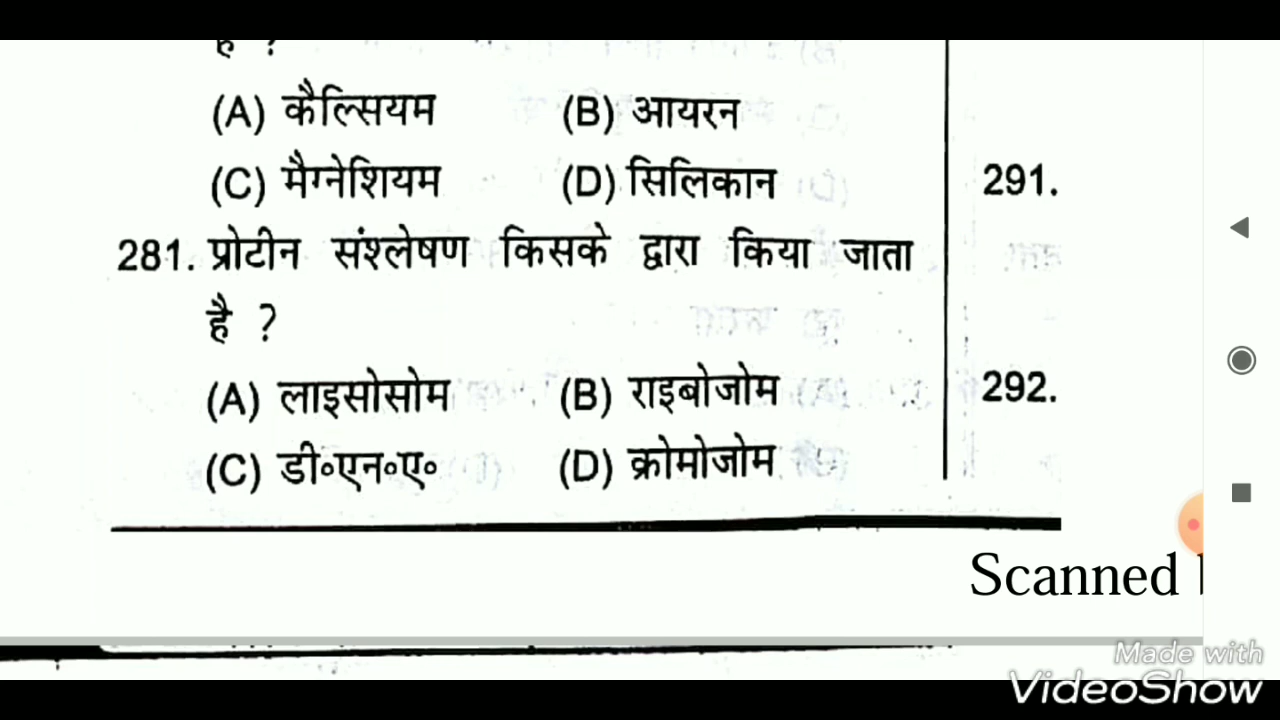 है ?
(A) कैल्सियम (B) आयरन
(C) मैग्नेशियम (D) सिलिकान
281. प्रोटीन संश्लेषण किसके द्वारा किया जाता
है ?
(A) लाइसोसोम (B) राइबोजोम
(C) डी०एन०ए० (D) क्रोमोजोम
291.
292.
Scanned
Made with
VideoShow